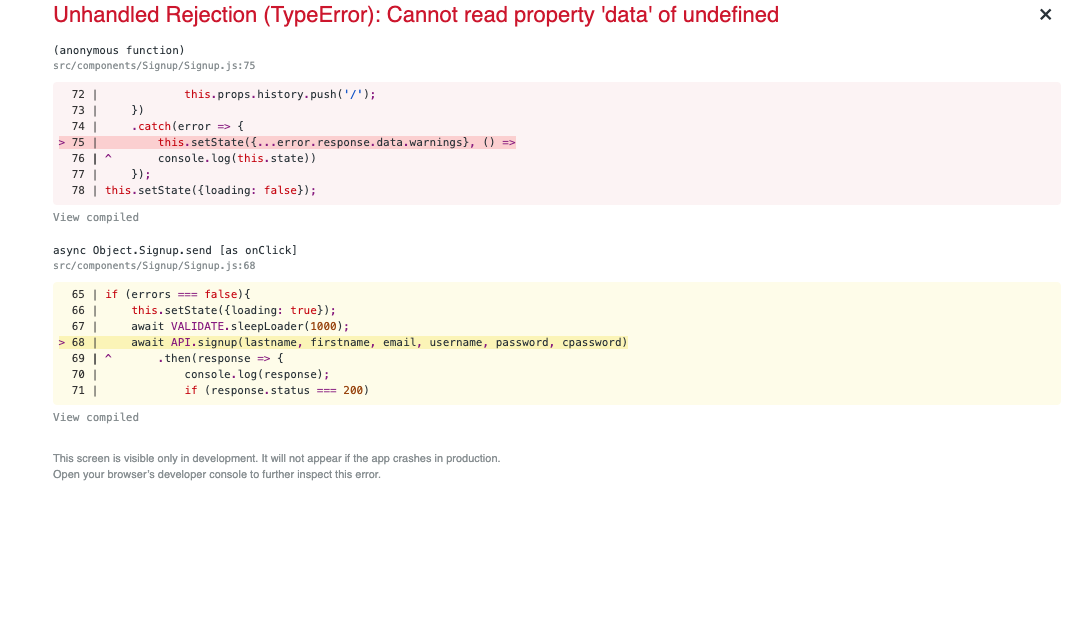 Unhandled Rejection (TypeError): Cannot read property 'data' of undefined
×
(anonymous function)
src/components/Signup/Signup.js:75
  72 |             this.props.history.push('/');
  73 |     })
  74 |     .catch(error => {
> 75 |         this.setState({...error.response.data.warnings}, () =>
  76 | ^       console.log(this.state))
  77 |     });
  78 | this.setState({loading: false});
View compiled
async Object.Signup.send [as onClick]
src/components/Signup/Signup.js:68
  65 | if (errors === false){
  66 |     this.setState({loading: true});
  67 |     await VALIDATE.sleepLoader(1000);
> 68 |     await API.signup(lastname, firstname, email, username, password, cpassword)
  69 | ^       .then(response => {
  70 |             console.log(response);
  71 |             if (response.status === 200)
View compiled
This screen is visible only in development. It will not appear if the app crashes in production.
Open your browser's developer console to further inspect this error.